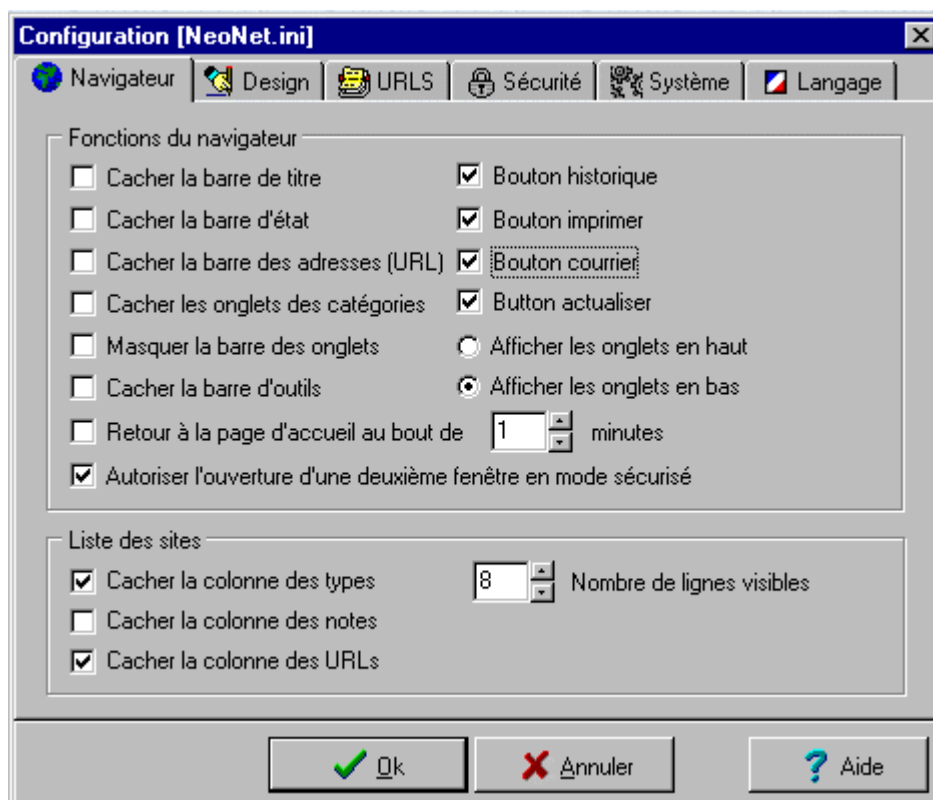 Configuration [NeoNet.ini]
Navigateur Design URLS Sécurité Système Langage
Fonctions du navigateur
Cacher la barre de titre Bouton historique
Cacher la barre d'état Bouton imprimer
Cacher la barre des adresses (URL) Bouton courrier
Cacher les onglets des catégories Button actualiser
Masquer la barre des onglets Afficher les onglets en haut
Cacher la barre d'outils Afficher les onglets en bas
Retour à la page d'accueil au bout de 1 minutes
Autoriser l'ouverture d'une deuxième fenêtre en mode sécurisé
Liste des sites
Cacher la colonne des types 8 Nombre de lignes visibles
Cacher la colonne des notes
Cacher la colonne des URLs
Ok Annuler Aide